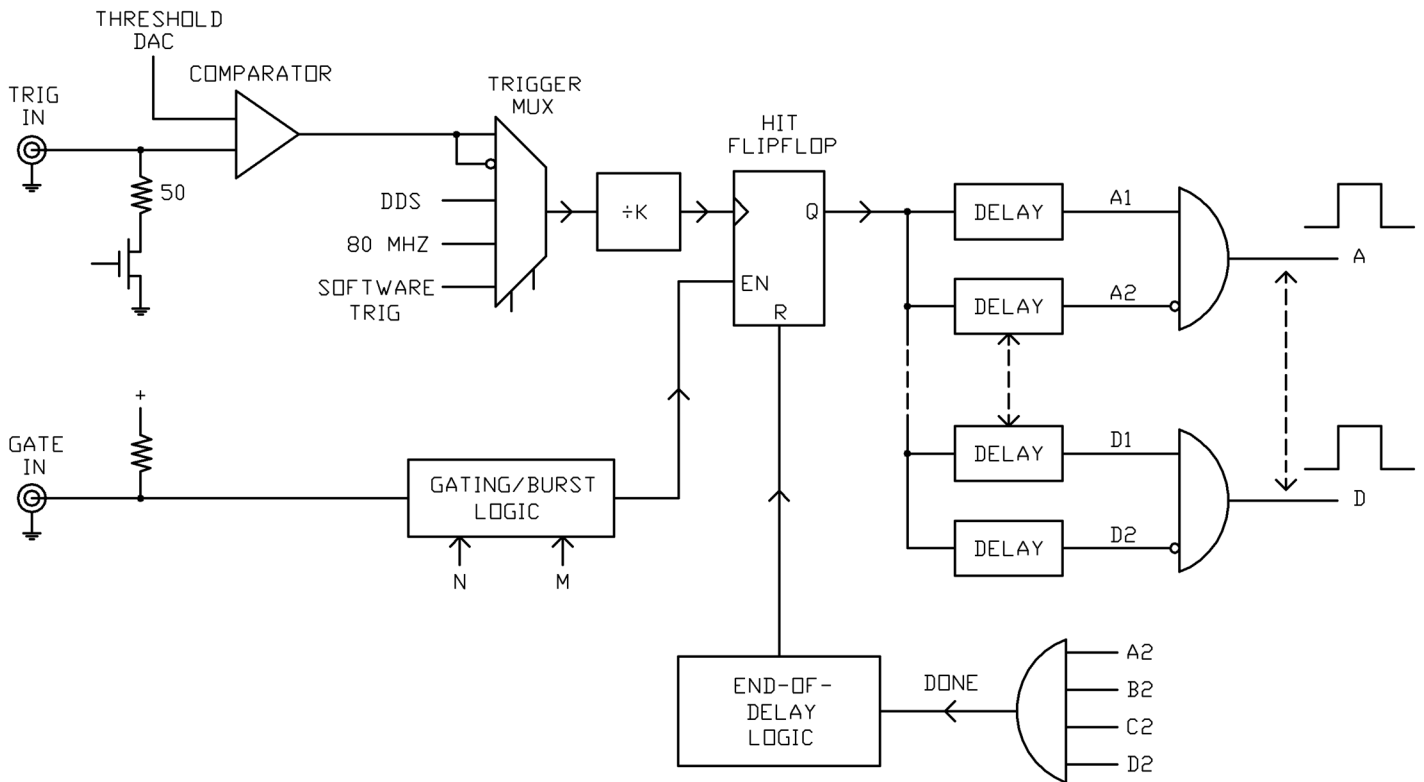 THRESHOLD
DAC
COMPARATOR
TRIG
IN
50
TRIGGER
MUX
DDS
80 MHZ
SOFTWARE
TRIG
÷K
HIT
FLIPFLOP
Q
EN
R
DELAY
A1
DELAY
A2
A
DELAY
D1
DELAY
D2
D
+
GATE
IN
GATING/BURST
LOGIC
N
M
END-OF-
DELAY
LOGIC
DONE
A2
B2
C2
D2